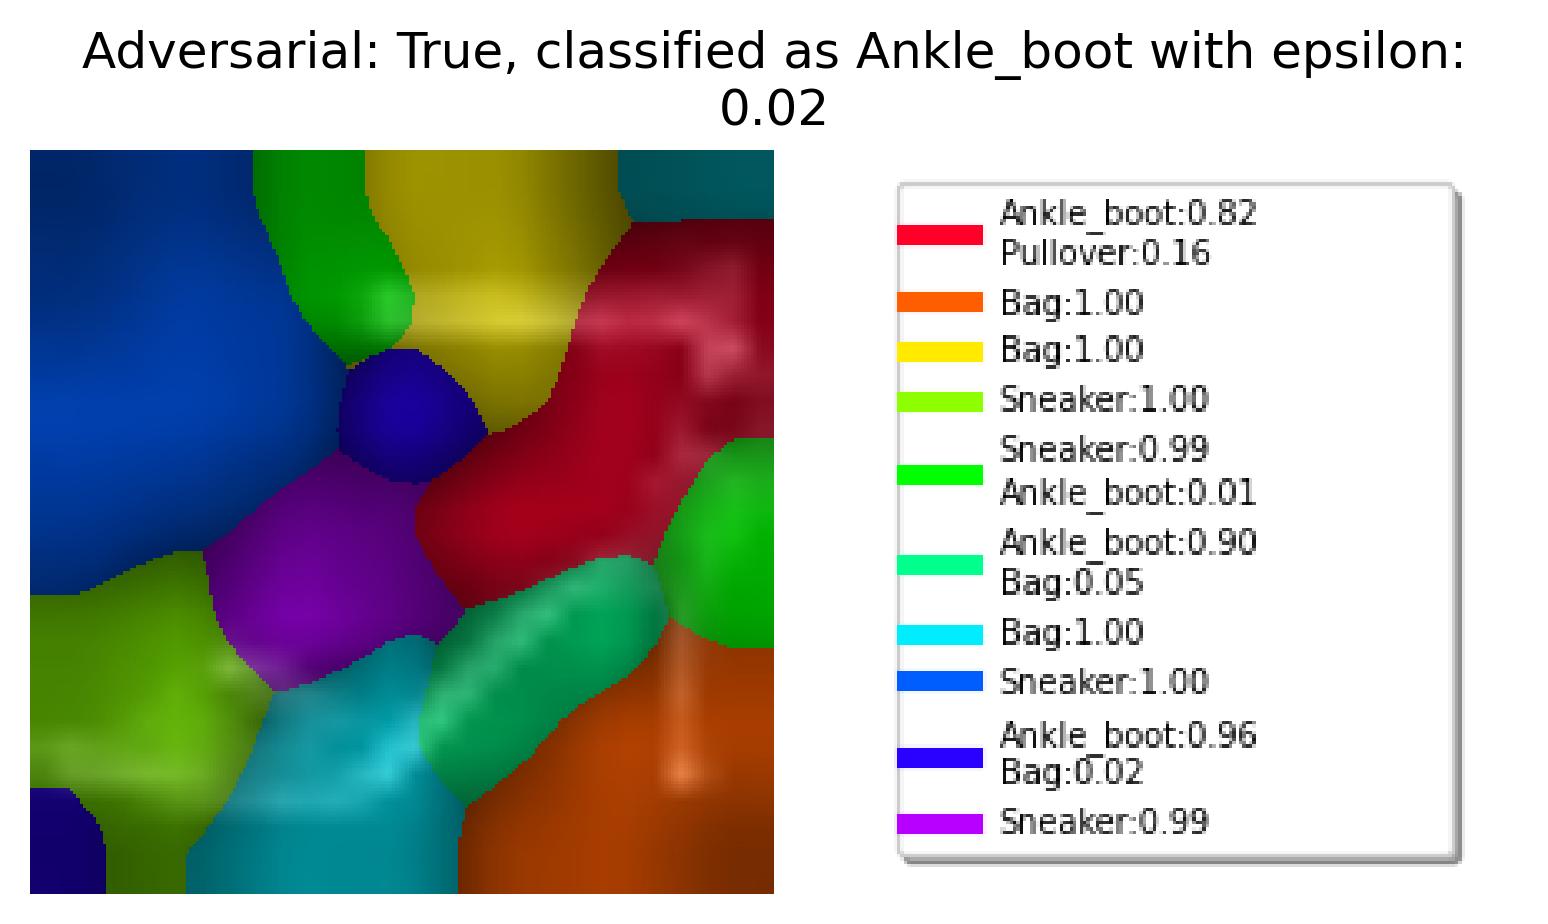 Adversarial: True, classified as Ankle_boot with epsilon:
0.02
Ankle_boot:0.82
Pullover:0.16
Bag:1.00
Bag:1.00
Sneaker:1.00
Sneaker:0.99
Ankle_boot:0.01
Ankle_boot:0.90
Bag:0.05
Bag:1.00
Sneaker:1.00
Ankle_boot:0.96
Bag:0.02
Sneaker:0.99